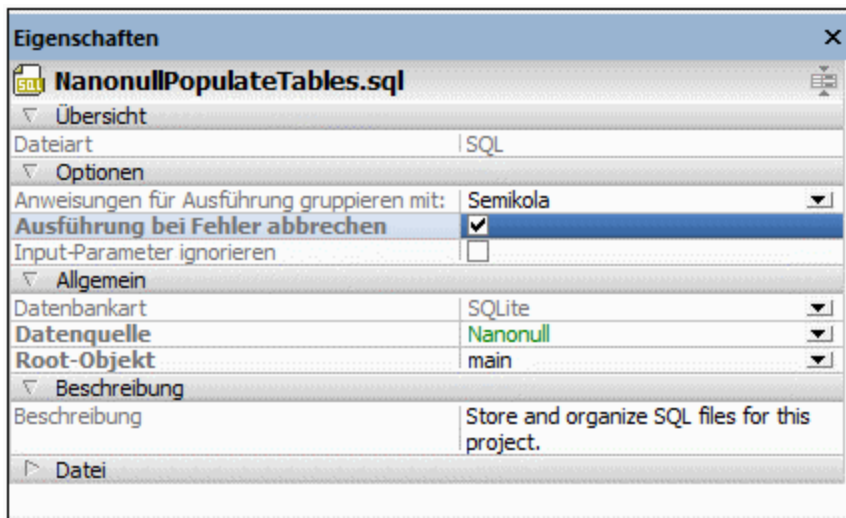 Eigenschaften
NanonullPopulateTables.sql
Übersicht
Dateiart SQL
Optionen
Anweisungen für Ausführung gruppieren mit: Semikola
Ausführung bei Fehler abbrechen
Input-Parameter ignorieren
Allgemein
Datenbankart SQLite
Datenquelle Nanonull
Root-Objekt main
Beschreibung
Beschreibung Store and organize SQL files for this
project.
Datei